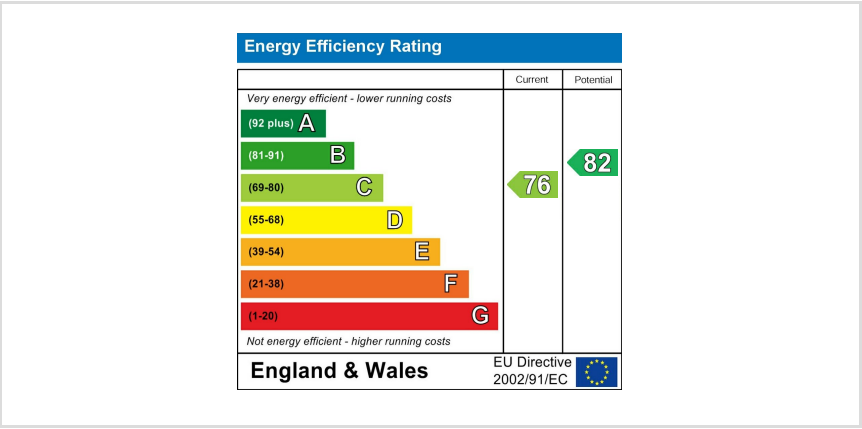 Energy Efficiency Rating
Current Potential
Very energy efficient - lower running costs
(92 plus) A
(81-91) B
(69-80) C
(55-68) D
(39-54) E
(21-38) F
(1-20) G
76
82
Not energy efficient - higher running costs
England & Wales
EU Directive
2002/91/EC